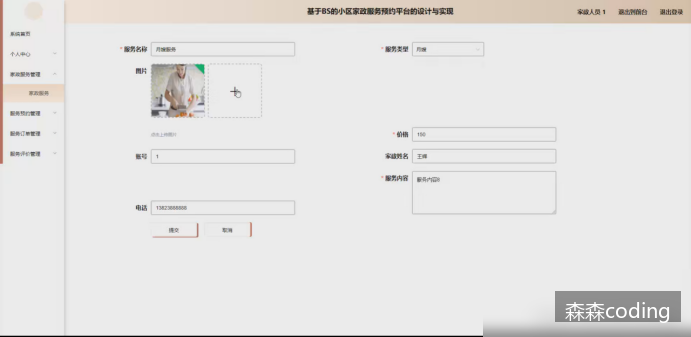 基于BS的小区家政服务预约平台的设计与实现
家政人员 1
退出到前台
退出登录
系统首页
个人中心
家政服务管理
家政服务
服务预约管理
服务订单管理
服务评价管理
* 服务名称
月嫂服务
* 服务类型
月嫂
图片
点击上传图片
* 价格
100
账号
1
家政姓名
王峰
* 服务内容
服务内容8
电话
13823888888
提交
取消
森森coding